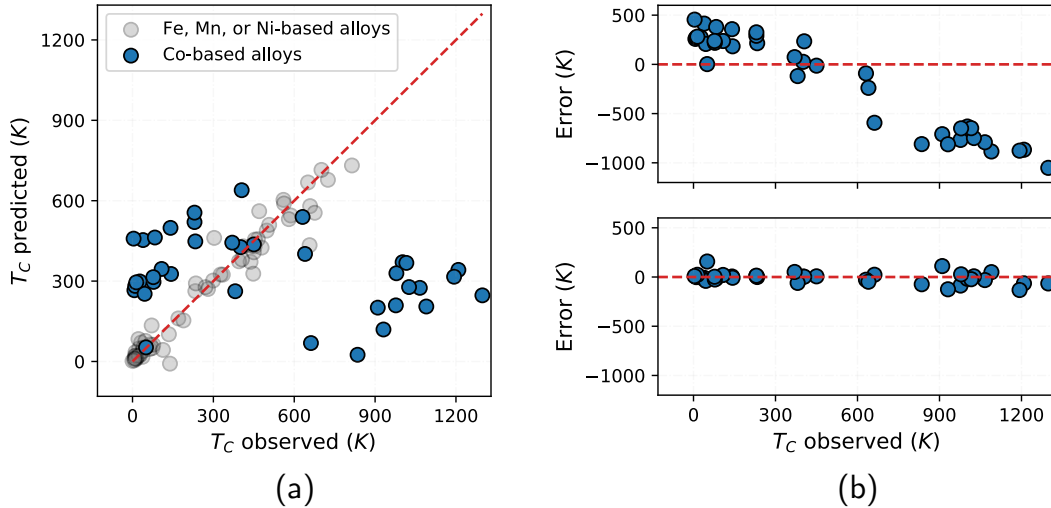 Fe, Mn, or Ni-based alloys
Co-based alloys
1300
900
600
300
0
0 300 600 900 1200
T_C predicted (K)
T_C observed (K)
(a)
500
0
−500
−1000
Error (K)
500
0
−500
−1000
Error (K)
0 300 600 900 1200
T_C observed (K)
(b)